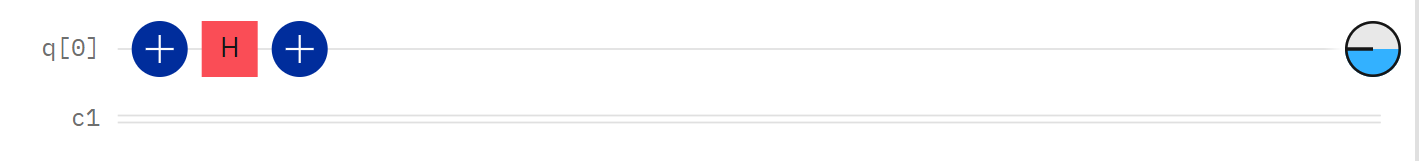 q[0] + H +
c1